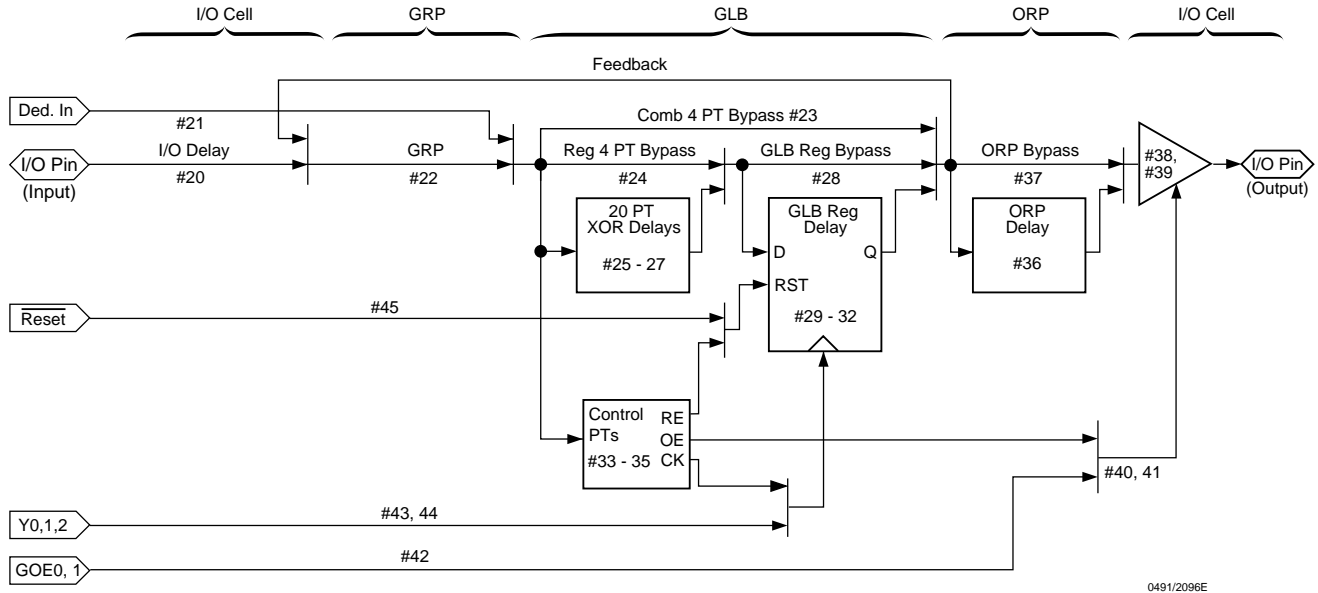 I/O Cell
GRP
GLB
ORP
I/O Cell
Feedback
Ded. In
#21
Comb 4 PT Bypass #23
I/O Pin
(Input)
I/O Delay
#20
GRP
#22
Reg 4 PT Bypass
#24
GLB Reg Bypass
#28
ORP Bypass
#37
#38,
#39
I/O Pin
(Output)
20 PT
XOR Delays
#25 - 27
GLB Reg
Delay
D
Q
RST
#29 - 32
ORP
Delay
#36
Reset
#45
Control
PTs
#33 - 35
RE
OE
CK
#40, 41
Y0,1,2
#43, 44
GOE0, 1
#42
0491/2096E